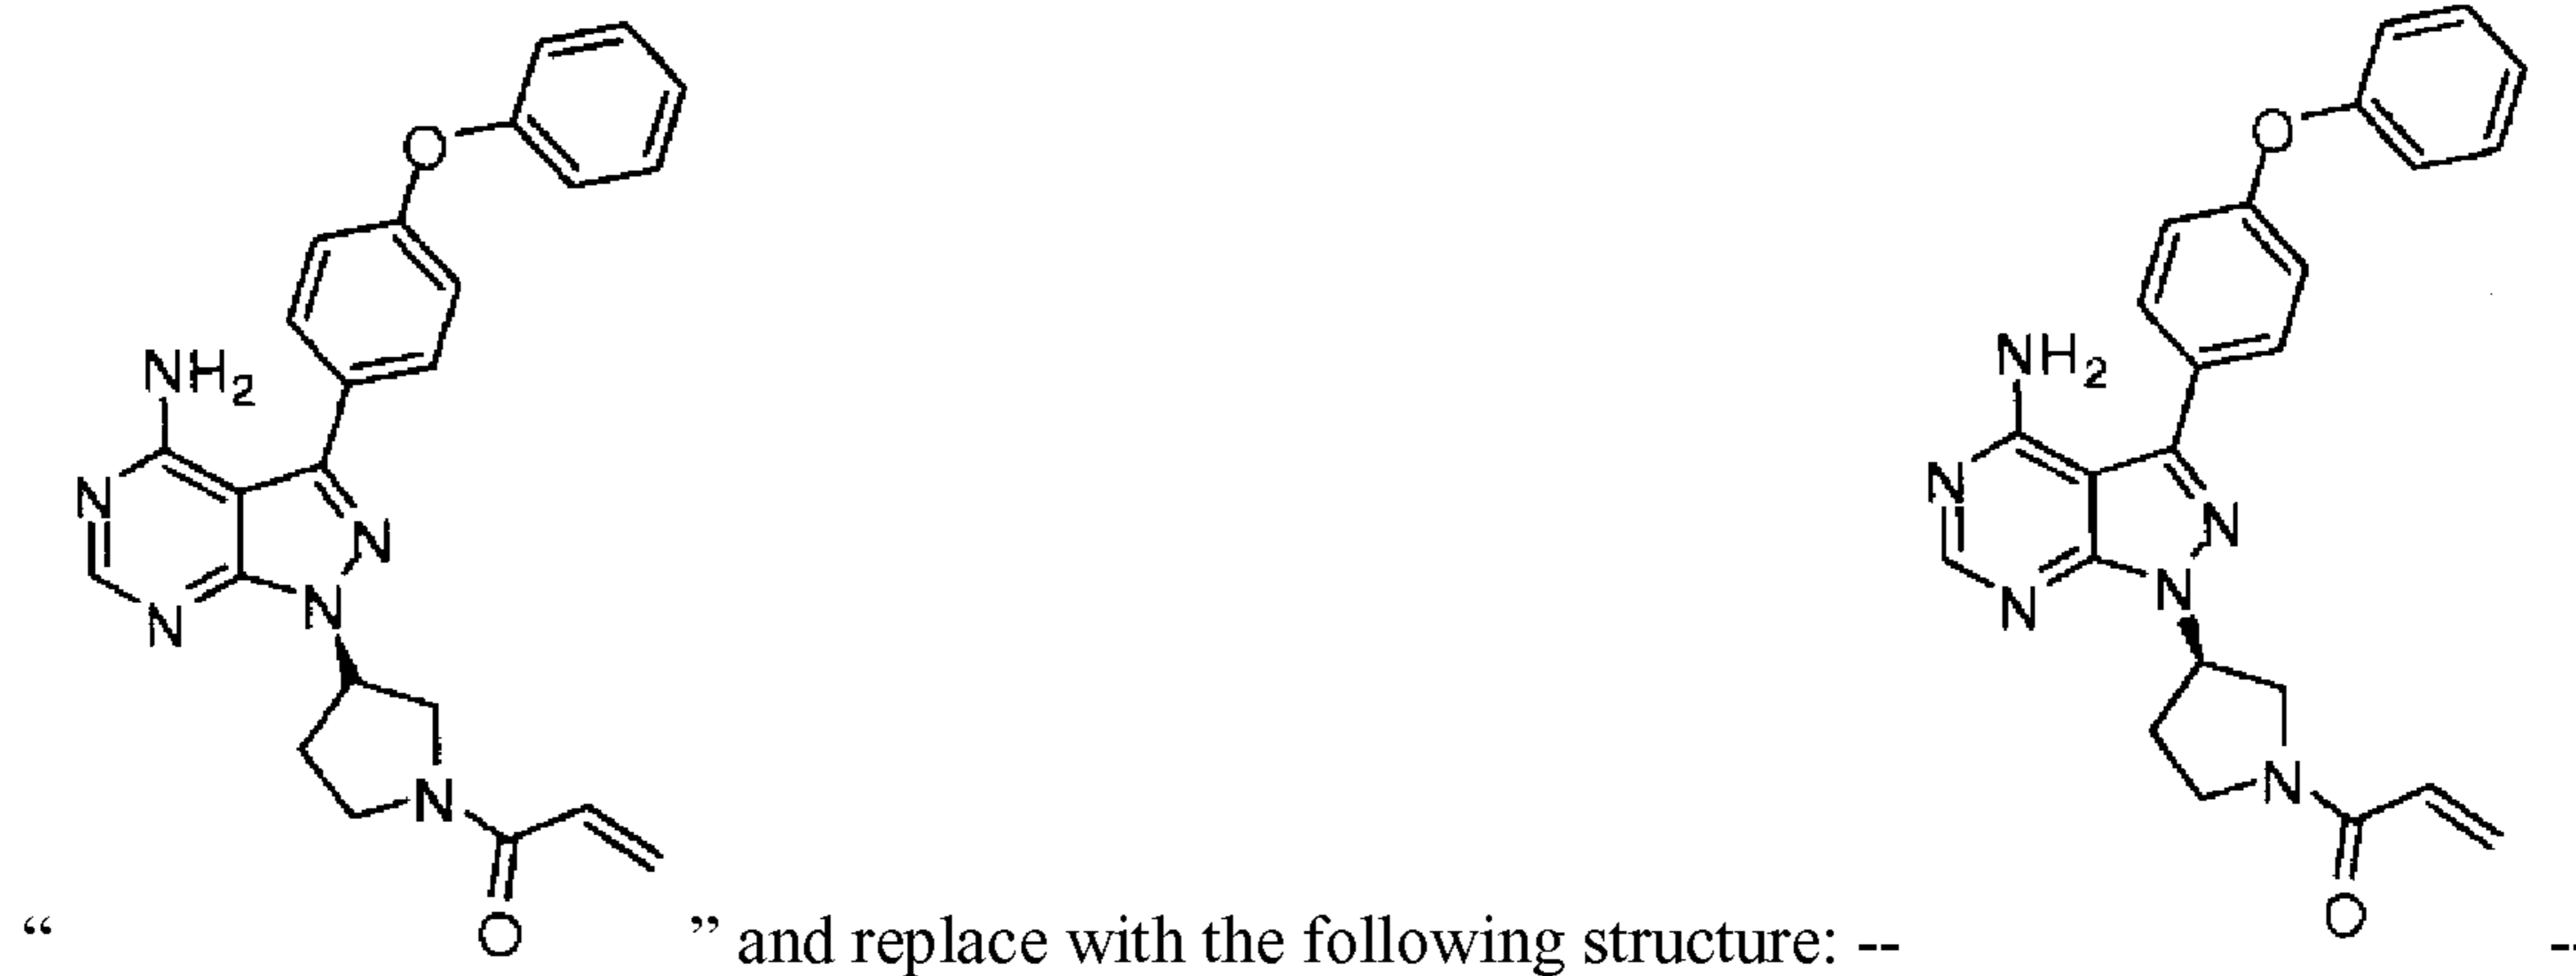 O
NH2
N
N
N
N
N
O
O
NH2
N
N
N
N
N
O
“ ” and replace with the following structure: -- --